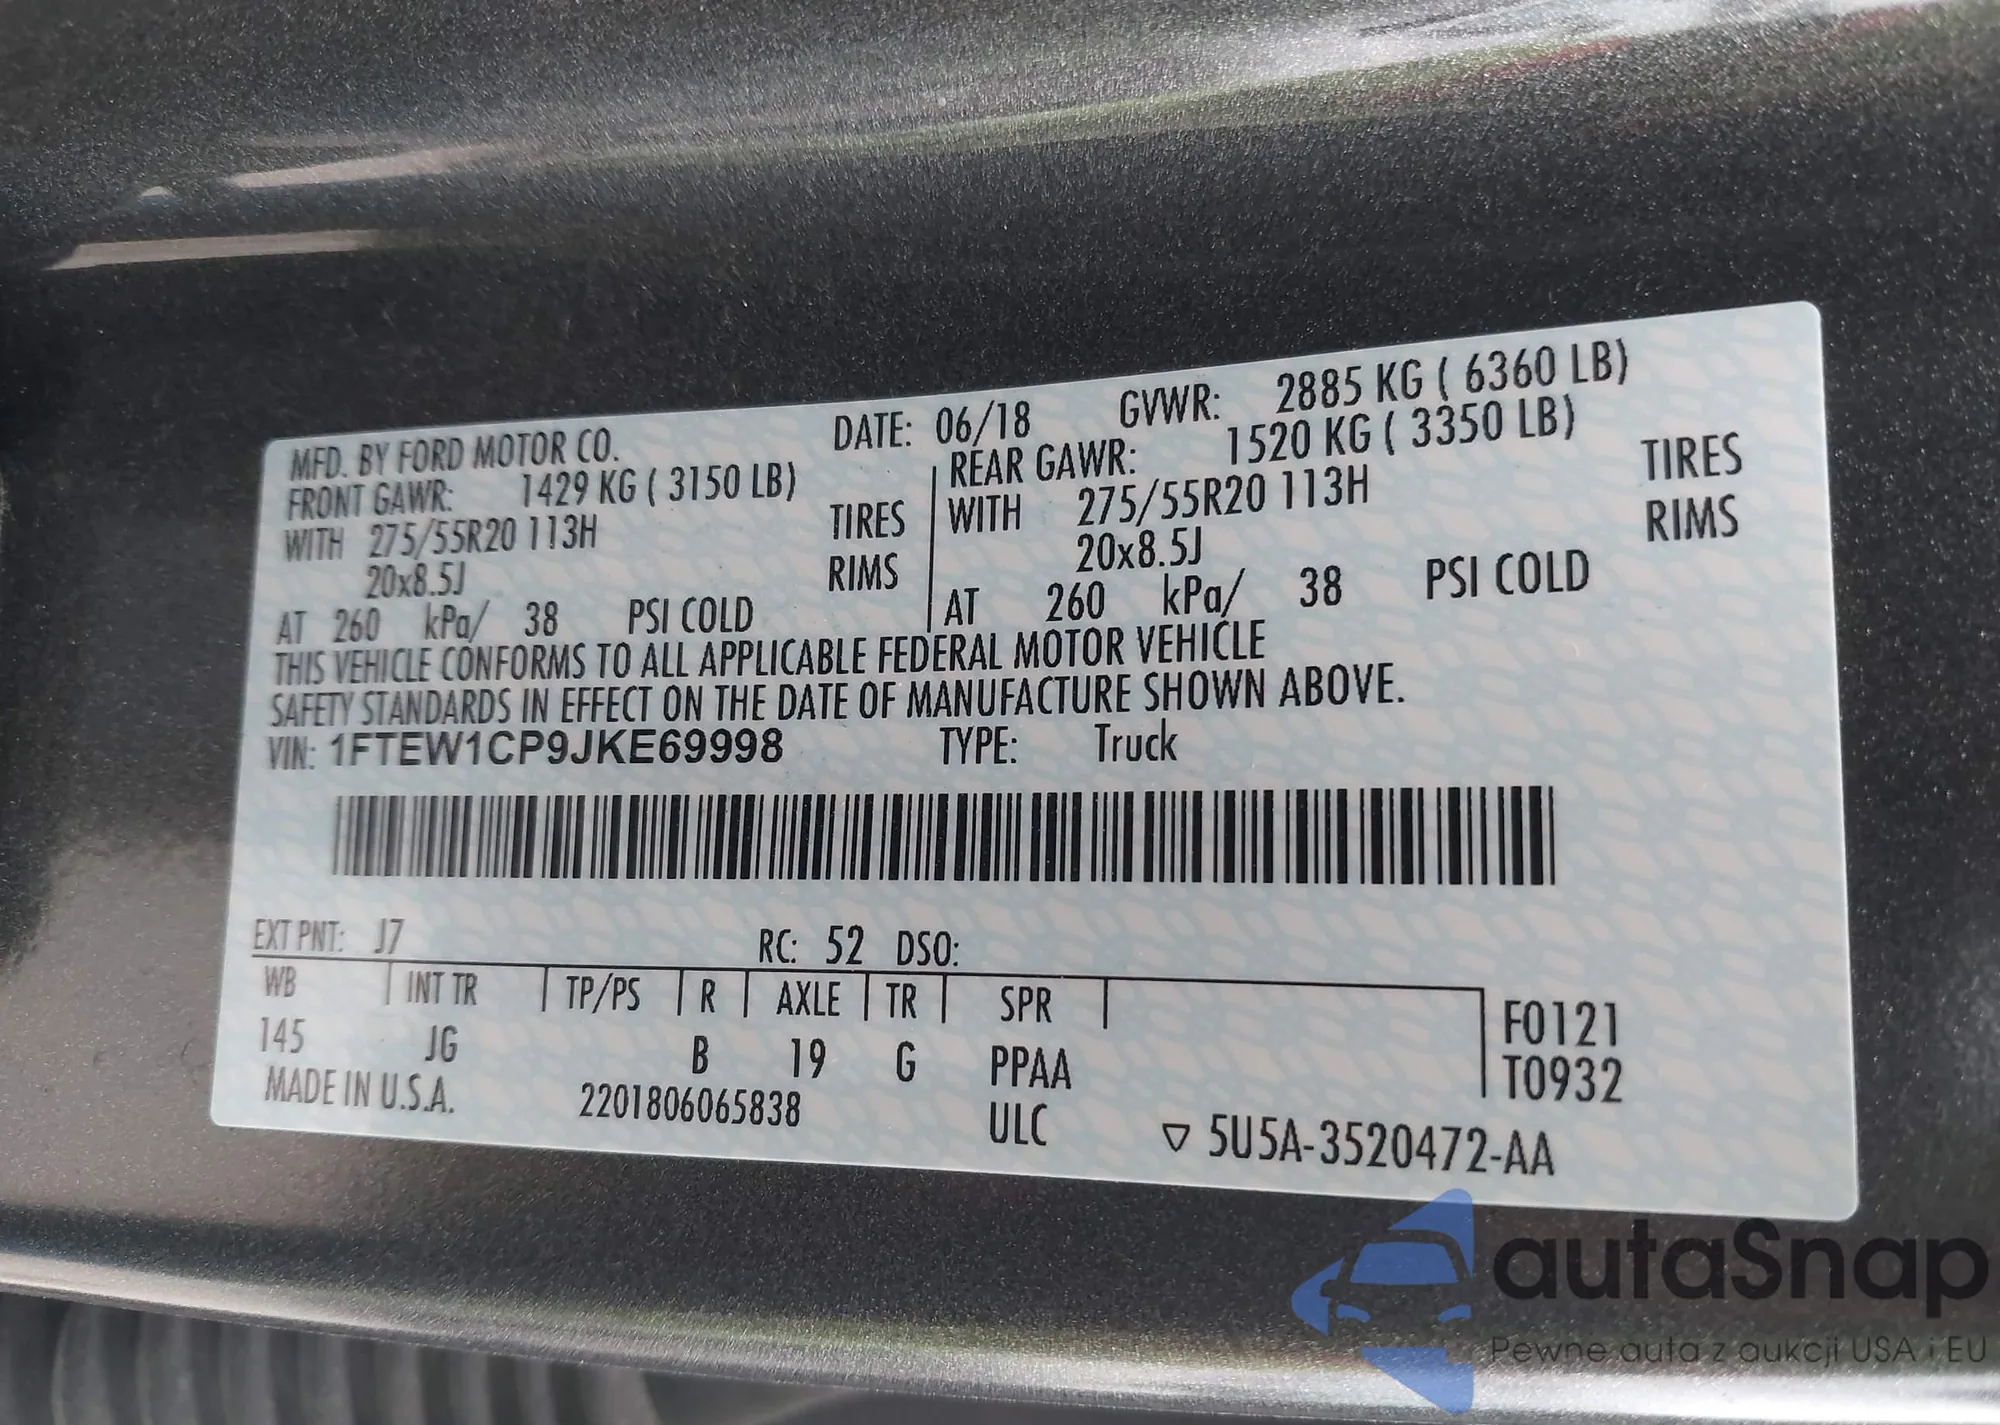 MFD. BY FORD MOTOR CO. DATE: 06/18 GVWR: 2885 KG ( 6360 LB)
FRONT GAWR: 1429 KG ( 3150 LB) REAR GAWR: 1520 KG ( 3350 LB)
WITH 275/55R20 113H TIRES WITH 275/55R20 113H TIRES
20x8.5J RIMS 20x8.5J RIMS
AT 260 kPa/ 38 PSI COLD AT 260 kPa/ 38 PSI COLD
THIS VEHICLE CONFORMS TO ALL APPLICABLE FEDERAL MOTOR VEHICLE
SAFETY STANDARDS IN EFFECT ON THE DATE OF MANUFACTURE SHOWN ABOVE.
VIN: 1FTEW1CP9JKE69998 TYPE: Truck
EXT PNT: J7 RC: 52 DSO:
WB INT TR TP/PS R AXLE TR SPR F0121
145 JG B 19 G PPAA T0932
MADE IN U.S.A. 2201806065838 ULC ▽ 5U5A-3520472-AA
autaSnap
Pewne auta z aukcji USA i EU